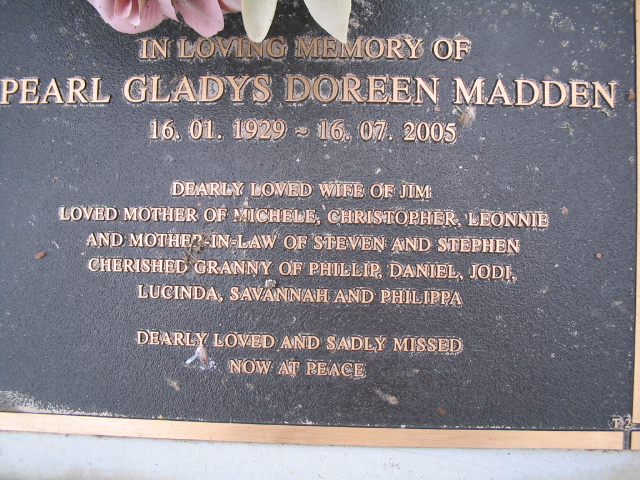 IN LOVING MEMORY OF
PEARL GLADYS DOREEN MADDEN
16. 01. 1929 ~ 16. 07. 2005
DEARLY LOVED WIFE OF JIM
LOVED MOTHER OF MICHELE, CHRISTOPHER, LEONNIE
AND MOTHER-IN-LAW OF STEVEN AND STEPHEN
CHERISHED GRANNY OF PHILLIP, DANIEL, JODI,
LUCINDA, SAVANNAH AND PHILIPPA
DEARLY LOVED AND SADLY MISSED
NOW AT PEACE
T 2